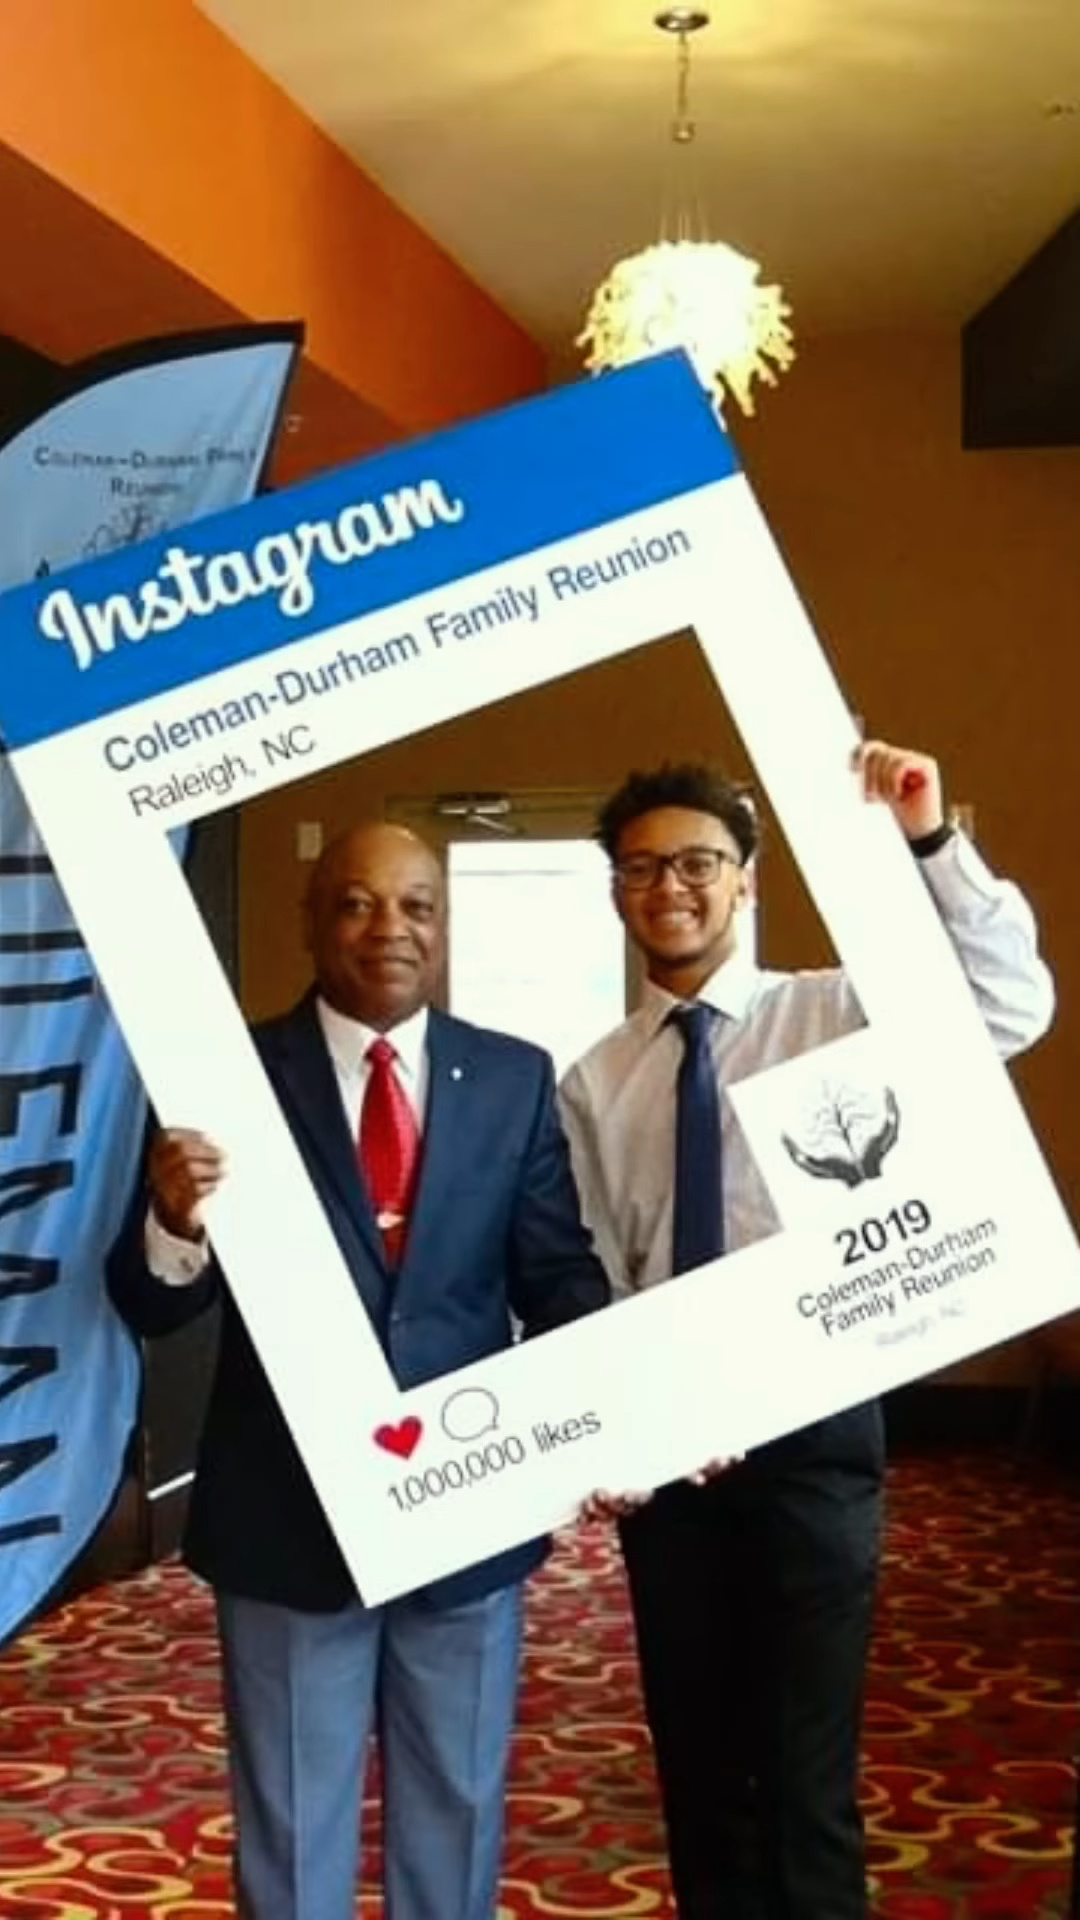 COLEMAN-DURHAM FAMILY
REUNION
Instagram
Coleman-Durham Family Reunion
Raleigh, NC
2019
Coleman-Durham
Family Reunion
Raleigh, NC
1,000,000 likes